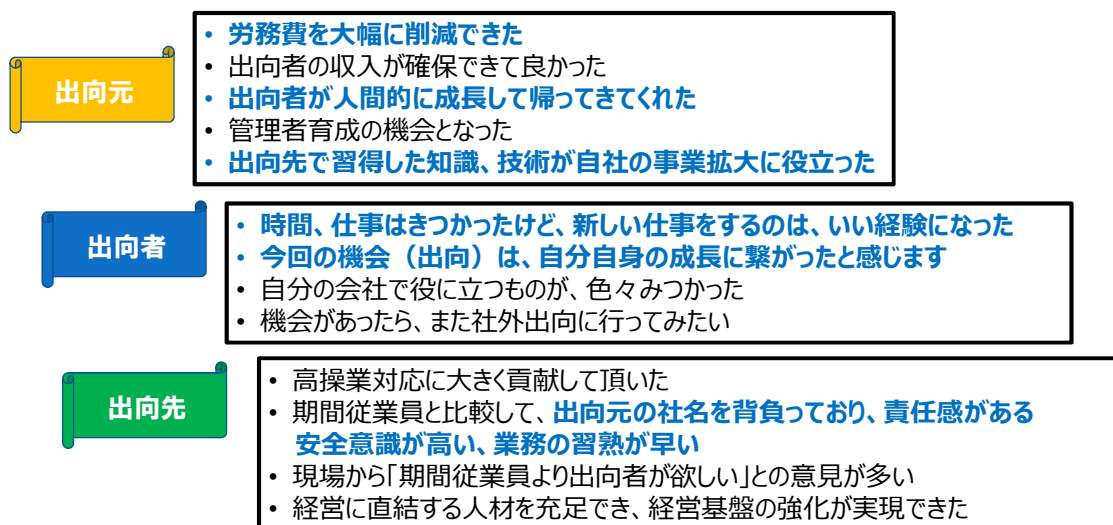 出向元
• 労務費を大幅に削減できた
• 出向者の収入が確保できて良かった
• 出向者が人間的に成長して帰ってきてくれた
• 管理者育成の機会となった
• 出向先で習得した知識、技術が自社の事業拡大に役立った
出向者
• 時間、仕事はきつかったけど、新しい仕事をするのは、いい経験になった
• 今回の機会（出向）は、自分自身の成長に繋がったと感じます
• 自分の会社で役に立つものが、色々みつかった
• 機会があったら、また社外出向に行ってみたい
出向先
• 高操業対応に大きく貢献して頂いた
• 期間従業員と比較して、出向元の社名を背負っており、責任感がある
安全意識が高い、業務の習熟が早い
• 現場から「期間従業員より出向者が欲しい」との意見が多い
• 経営に直結する人材を充足でき、経営基盤の強化が実現できた